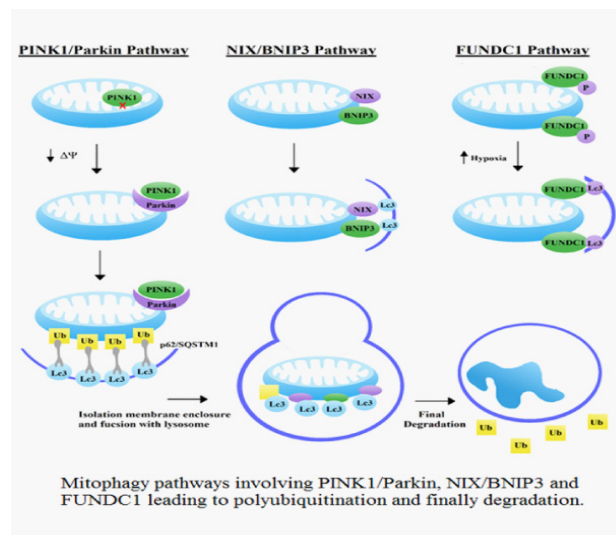 PINK1/Parkin Pathway
NIX/BNIP3 Pathway
FUNDC1 Pathway
PINK1
NIX
BNIP3
FUNDC1
P
FUNDC1
P
↓ ΔΨ
↑ Hypoxia
PINK1
Parkin
NIX
Lc3
BNIP3
Lc3
FUNDC1
Lc3
FUNDC1
Lc3
PINK1
Parkin
Ub
Ub
Ub
Ub
p62/SQSTM1
Lc3
Lc3
Lc3
Lc3
Lc3
Lc3
Lc3
Lc3
Isolation membrane enclosure
and fucsion with lysosome
Final
Degradation
Ub
Ub
Ub
Ub
Mitophagy pathways involving PINK1/Parkin, NIX/BNIP3 and
FUNDC1 leading to polyubiquitination and finally degradation.